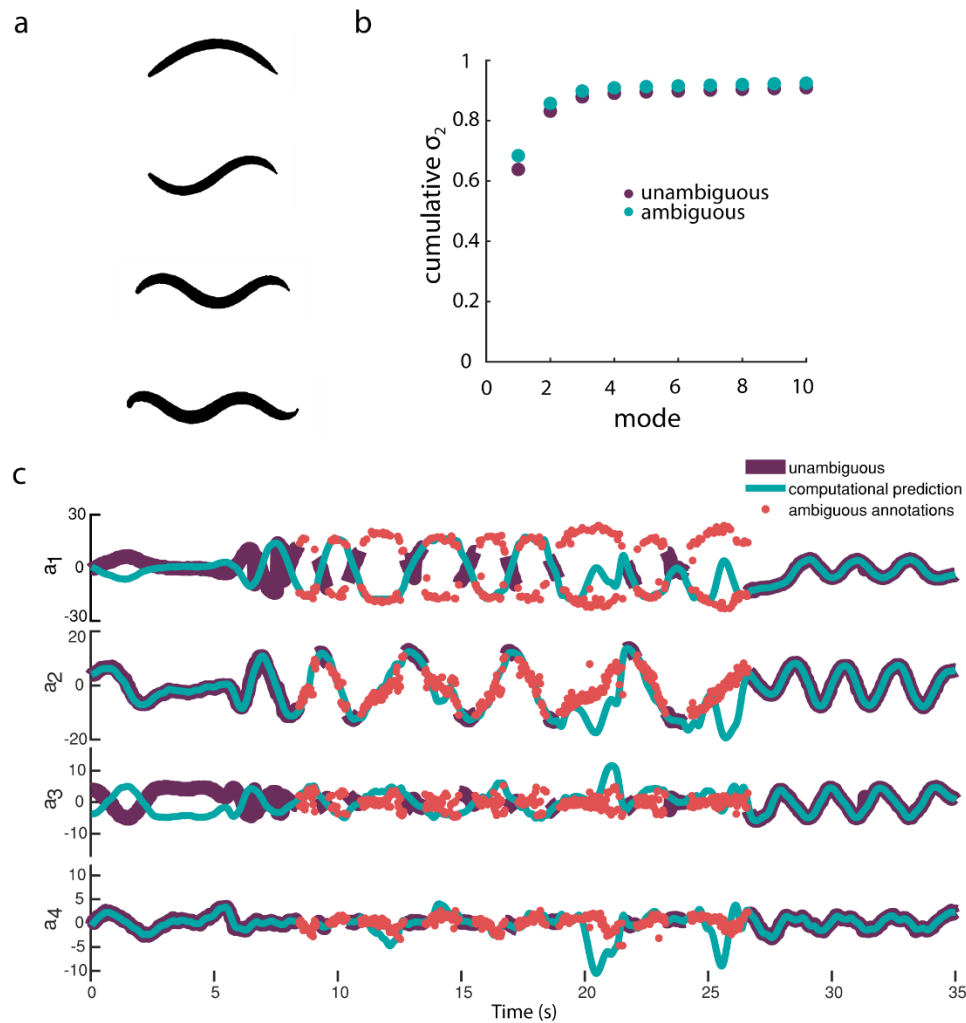 a
b
1
0.8
0.6
0.4
0.2
0
cumulative σ2
unambiguous
ambiguous
0 2 4 6 8 10
mode
c
unambiguous
computational prediction
ambiguous annotations
30
0
-30
a1
20
0
-20
a2
10
0
-10
a3
10
5
0
-5
-10
a4
0 5 10 15 20 25 30 35
Time (s)